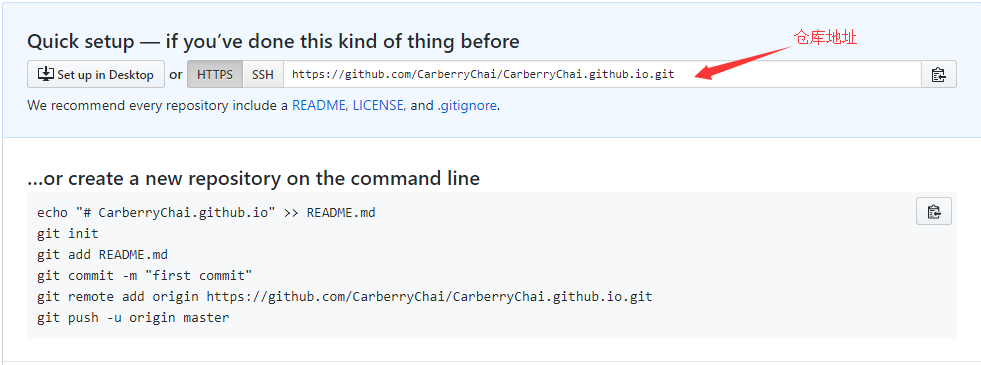 Quick setup — if you’ve done this kind of thing before
仓库地址
Set up in Desktop or HTTPS SSH https://github.com/CarberryChai/CarberryChai.github.io.git
We recommend every repository include a README, LICENSE, and .gitignore.
...or create a new repository on the command line
echo "# CarberryChai.github.io" >> README.md
git init
git add README.md
git commit -m "first commit"
git remote add origin https://github.com/CarberryChai/CarberryChai.github.io.git
git push -u origin master